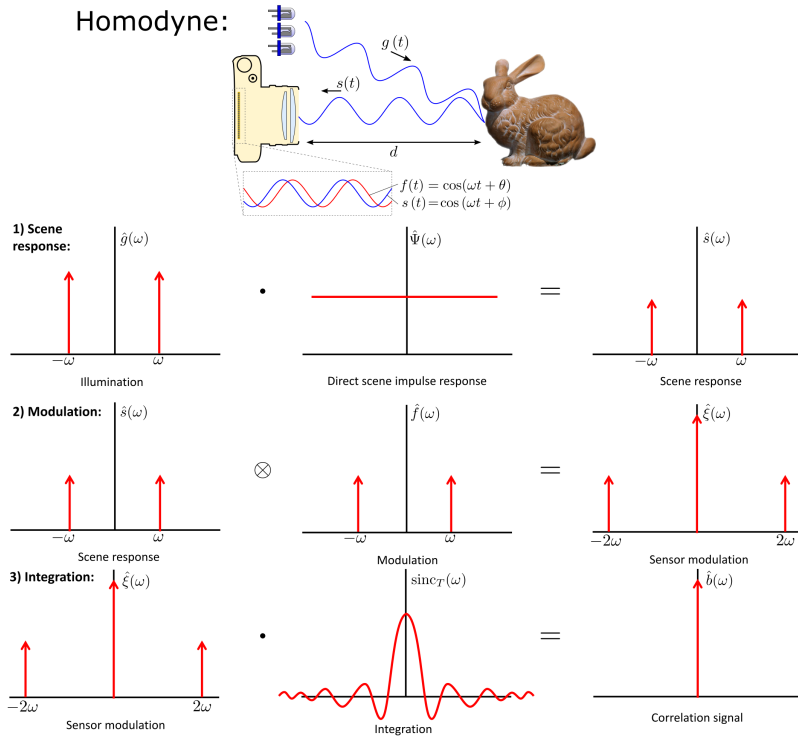 Homodyne:
g (t)
s(t)
d
f (t) = cos(ωt + θ)
s (t) = cos (ωt + ϕ)
1) Scene response:
ĝ(ω)
−ω
ω
Illumination
·
Ψ̂(ω)
Direct scene impulse response
=
ŝ(ω)
−ω
ω
Scene response
2) Modulation:
ŝ(ω)
−ω
ω
Scene response
⊗
f̂(ω)
−ω
ω
Modulation
=
ξ̂(ω)
−2ω
2ω
Sensor modulation
3) Integration:
ξ̂(ω)
−2ω
2ω
Sensor modulation
·
sinc_T(ω)
Integration
=
b̂(ω)
Correlation signal